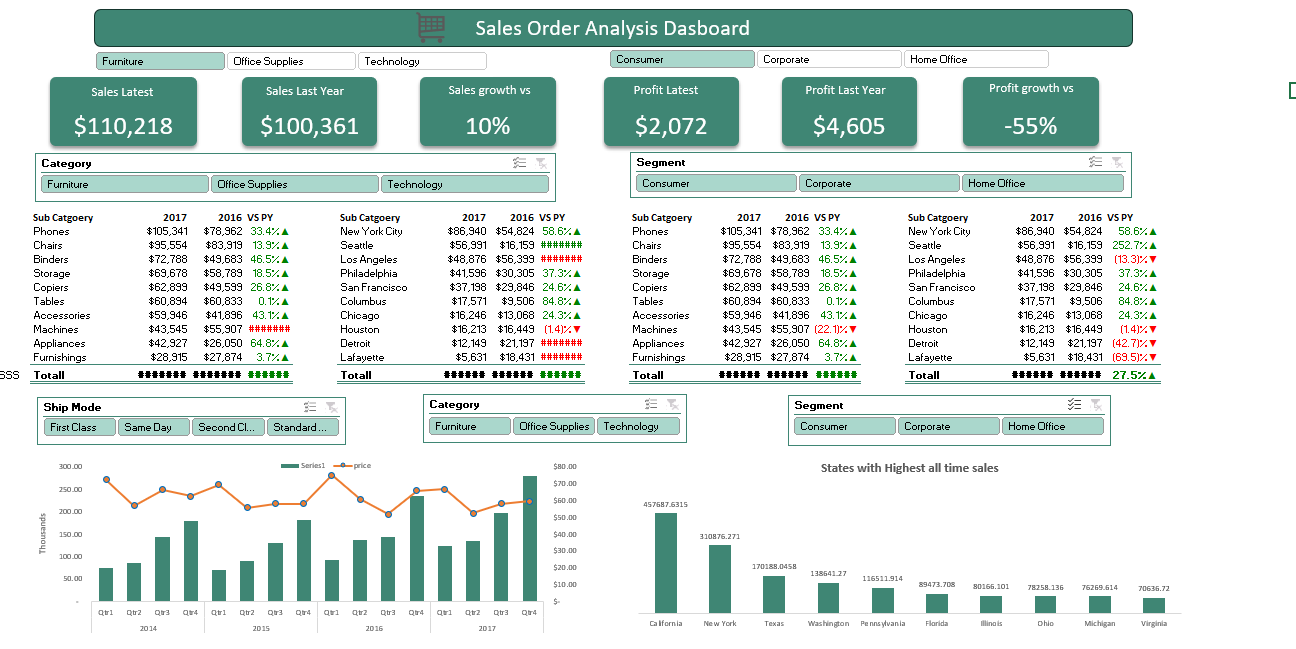 Sales Order Analysis Dasboard
Furniture Office Supplies Technology Consumer Corporate Home Office
Sales Latest Sales Last Year Sales growth vs Profit Latest Profit Last Year Profit growth vs
$110,218 $100,361 10% $2,072 $4,605 -55%
Category Segment
Furniture Office Supplies Technology Consumer Corporate Home Office
Sub Catgoery 2017 2016 VS PY Sub Catgoery 2017 2016 VS PY Sub Catgoery 2017 2016 VS PY Sub Catgoery 2017 2016 VS PY
Phones $105,341 $78,962 33.4%▲ New York City $86,940 $54,824 58.6%▲ Phones $105,341 $78,962 33.4%▲ New York City $86,940 $54,824 58.6%▲
Chairs $95,554 $83,919 13.9%▲ Seattle $56,991 $16,159 ####### Chairs $95,554 $83,919 13.9%▲ Seattle $56,991 $16,159 252.7%▲
Binders $72,788 $49,683 46.5%▲ Los Angeles $48,876 $56,399 ####### Binders $72,788 $49,683 46.5%▲ Los Angeles $48,876 $56,399 (13.3)%▼
Storage $69,678 $58,789 18.5%▲ Philadelphia $41,596 $30,305 37.3%▲ Storage $69,678 $58,789 18.5%▲ Philadelphia $41,596 $30,305 37.3%▲
Copiers $62,899 $49,599 26.8%▲ San Francisco $37,198 $29,846 24.6%▲ Copiers $62,899 $49,599 26.8%▲ San Francisco $37,198 $29,846 24.6%▲
Tables $60,894 $60,833 0.1%▲ Columbus $17,571 $9,506 84.8%▲ Tables $60,894 $60,833 0.1%▲ Columbus $17,571 $9,506 84.8%▲
Accessories $59,946 $41,896 43.1%▲ Chicago $16,246 $13,068 24.3%▲ Accessories $59,946 $41,896 43.1%▲ Chicago $16,246 $13,068 24.3%▲
Machines $43,545 $55,907 ####### Houston $16,213 $16,449 (1.4)%▼ Machines $43,545 $55,907 (22.1)%▼ Houston $16,213 $16,449 (1.4)%▼
Appliances $42,927 $26,050 64.8%▲ Detroit $12,149 $21,197 ####### Appliances $42,927 $26,050 64.8%▲ Detroit $12,149 $21,197 (42.7)%▼
Furnishings $28,915 $27,874 3.7%▲ Lafayette $5,631 $18,431 ####### Furnishings $28,915 $27,874 3.7%▲ Lafayette $5,631 $18,431 (69.5)%▼
SSS Totall ####### ####### ###### Totall ###### ###### ###### Totall ###### ###### ###### Totall ###### ###### 27.5%▲
Ship Mode Category Segment
First Class Same Day Second Cl... Standard ... Furniture Office Supplies Technology Consumer Corporate Home Office
Series1 price
Thousands
300.00
250.00
200.00
150.00
100.00
50.00
-
$80.00
$70.00
$60.00
$50.00
$40.00
$30.00
$20.00
$10.00
$-
Qtr1 Qtr2 Qtr3 Qtr4 Qtr1 Qtr2 Qtr3 Qtr4 Qtr1 Qtr2 Qtr3 Qtr4 Qtr1 Qtr2 Qtr3 Qtr4
2014 2015 2016 2017
States with Highest all time sales
457687.6315 310876.271 170188.0458 138641.27 116511.914 89473.708 80166.101 78258.136 76269.614 70636.72
California New York Texas Washington Pennsylvania Florida Illinois Ohio Michigan Virginia